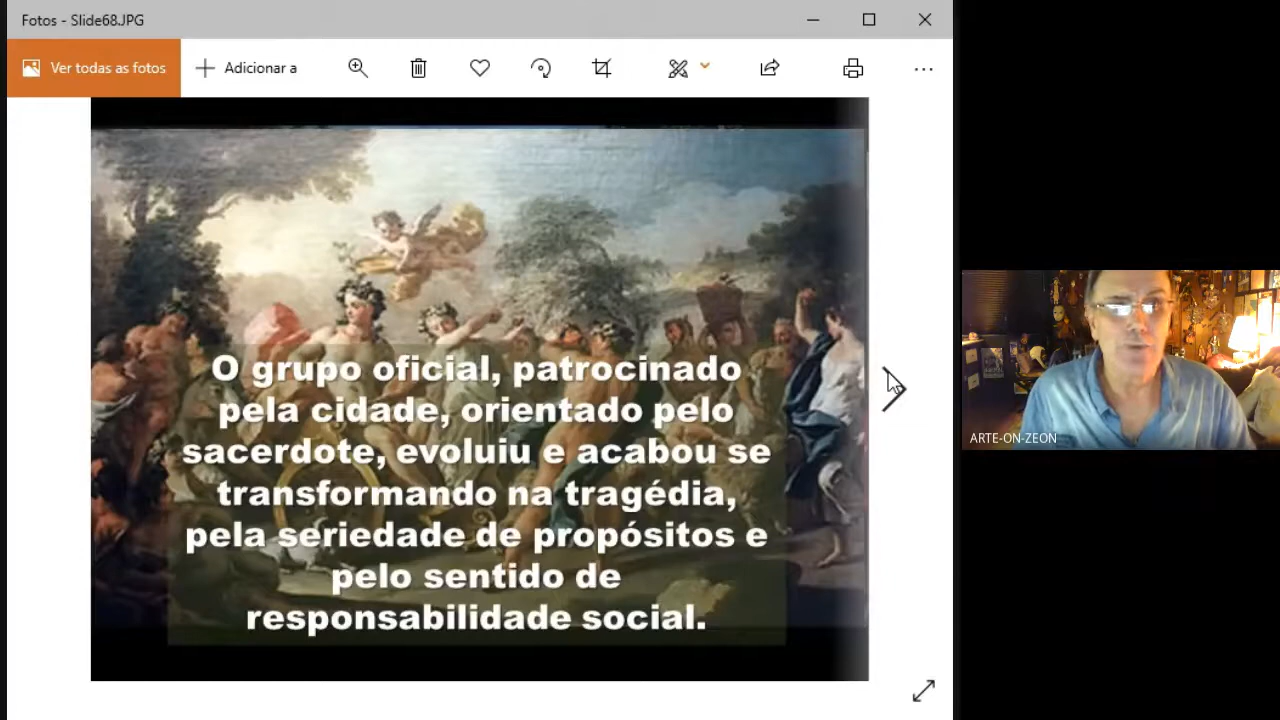 Fotos - Slide68.JPG
Ver todas as fotos
Adicionar a
O grupo oficial, patrocinado
pela cidade, orientado pelo
sacerdote, evoluiu e acabou se
transformando na tragédia,
pela seriedade de propósitos e
pelo sentido de
responsabilidade social.
ARTE-ON-ZEON